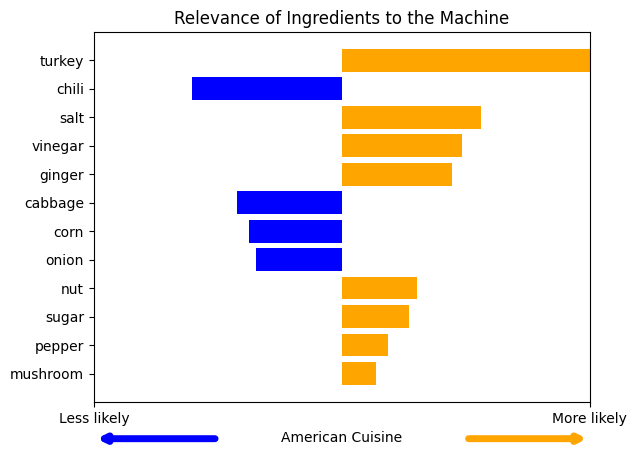 Relevance of Ingredients to the Machine
turkey
chili
salt
vinegar
ginger
cabbage
corn
onion
nut
sugar
pepper
mushroom
Less likely
More likely
American Cuisine